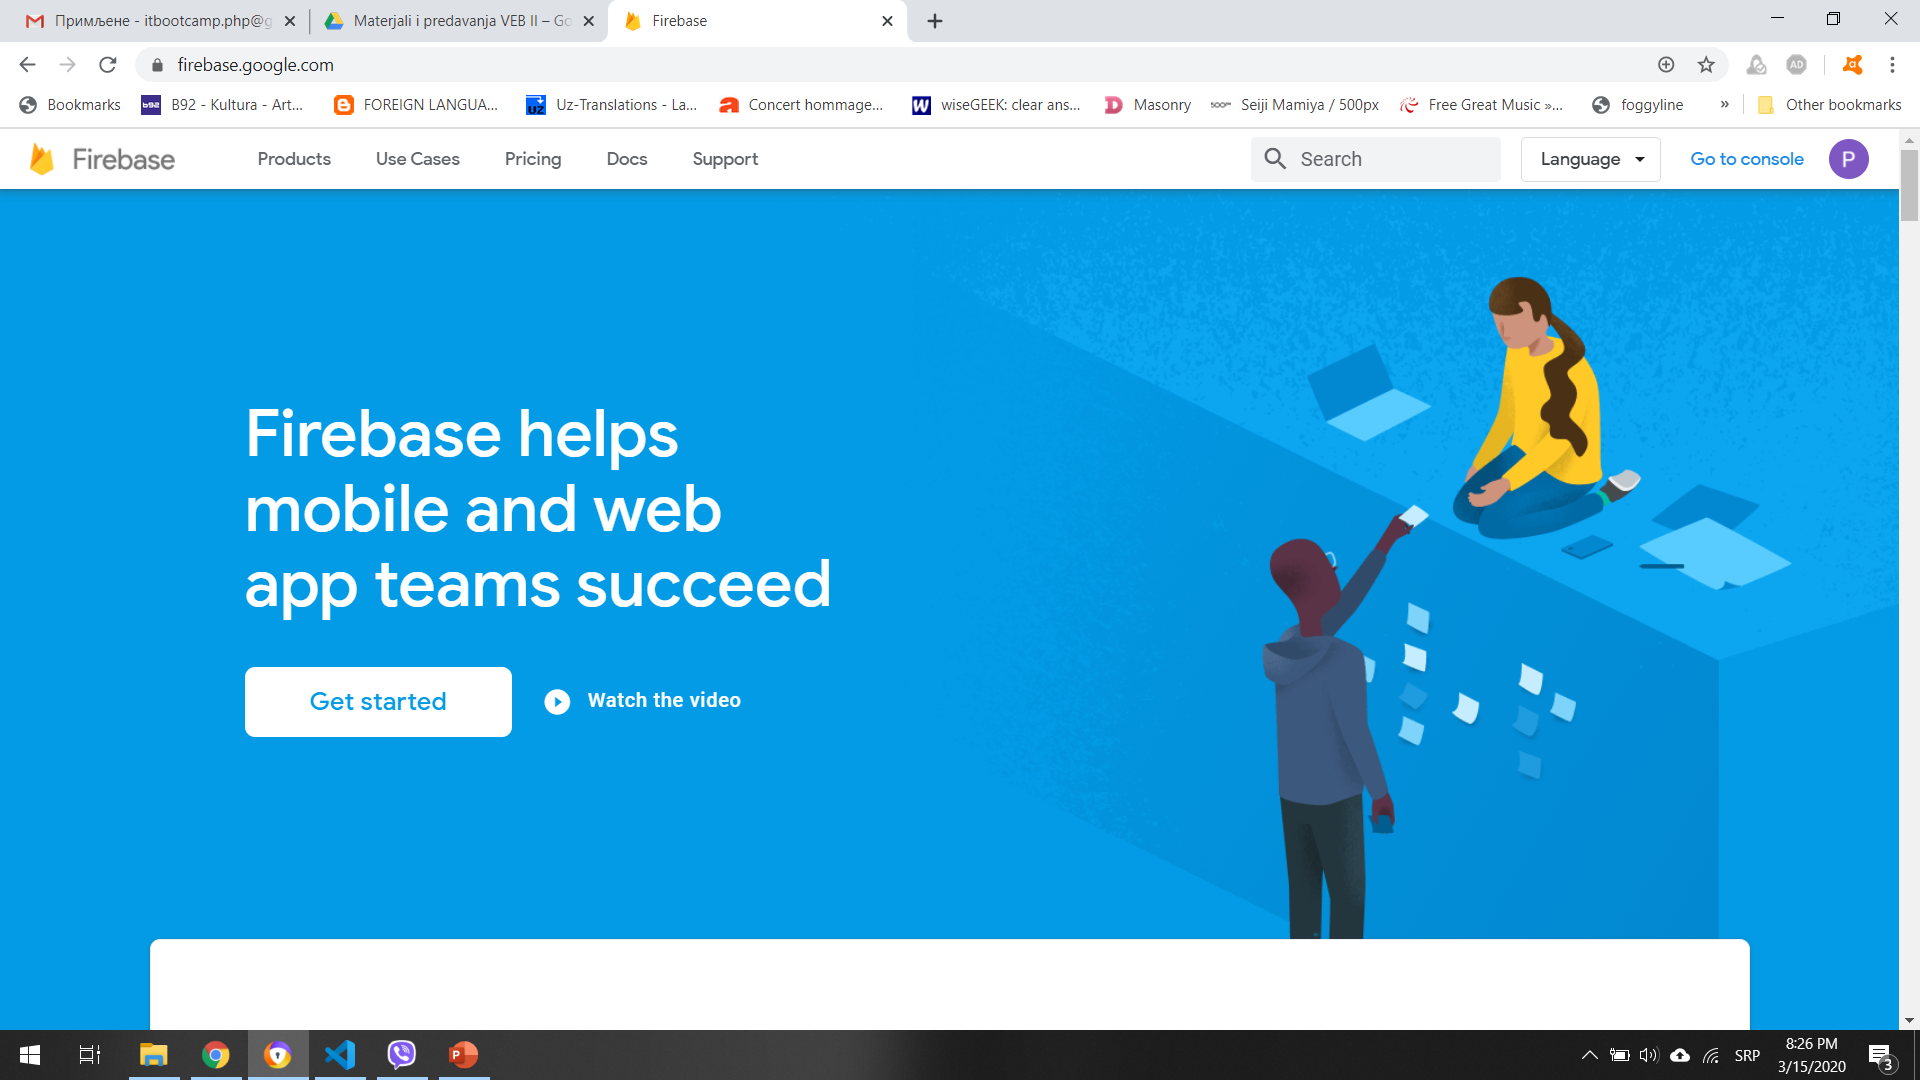 Примљене - itbootcamp.php@g
Materjali i predavanja VEB II – Go
Firebase
firebase.google.com
Bookmarks
B92 - Kultura - Art...
FOREIGN LANGUA...
Uz-Translations - La...
Concert hommage...
wiseGEEK: clear ans...
Masonry
Seiji Mamiya / 500px
Free Great Music »...
foggyline
»
Other bookmarks
Firebase
Products
Use Cases
Pricing
Docs
Support
Search
Language
Go to console
P
Firebase helps
mobile and web
app teams succeed
Get started
Watch the video
SRP
8:26 PM
3/15/2020
3